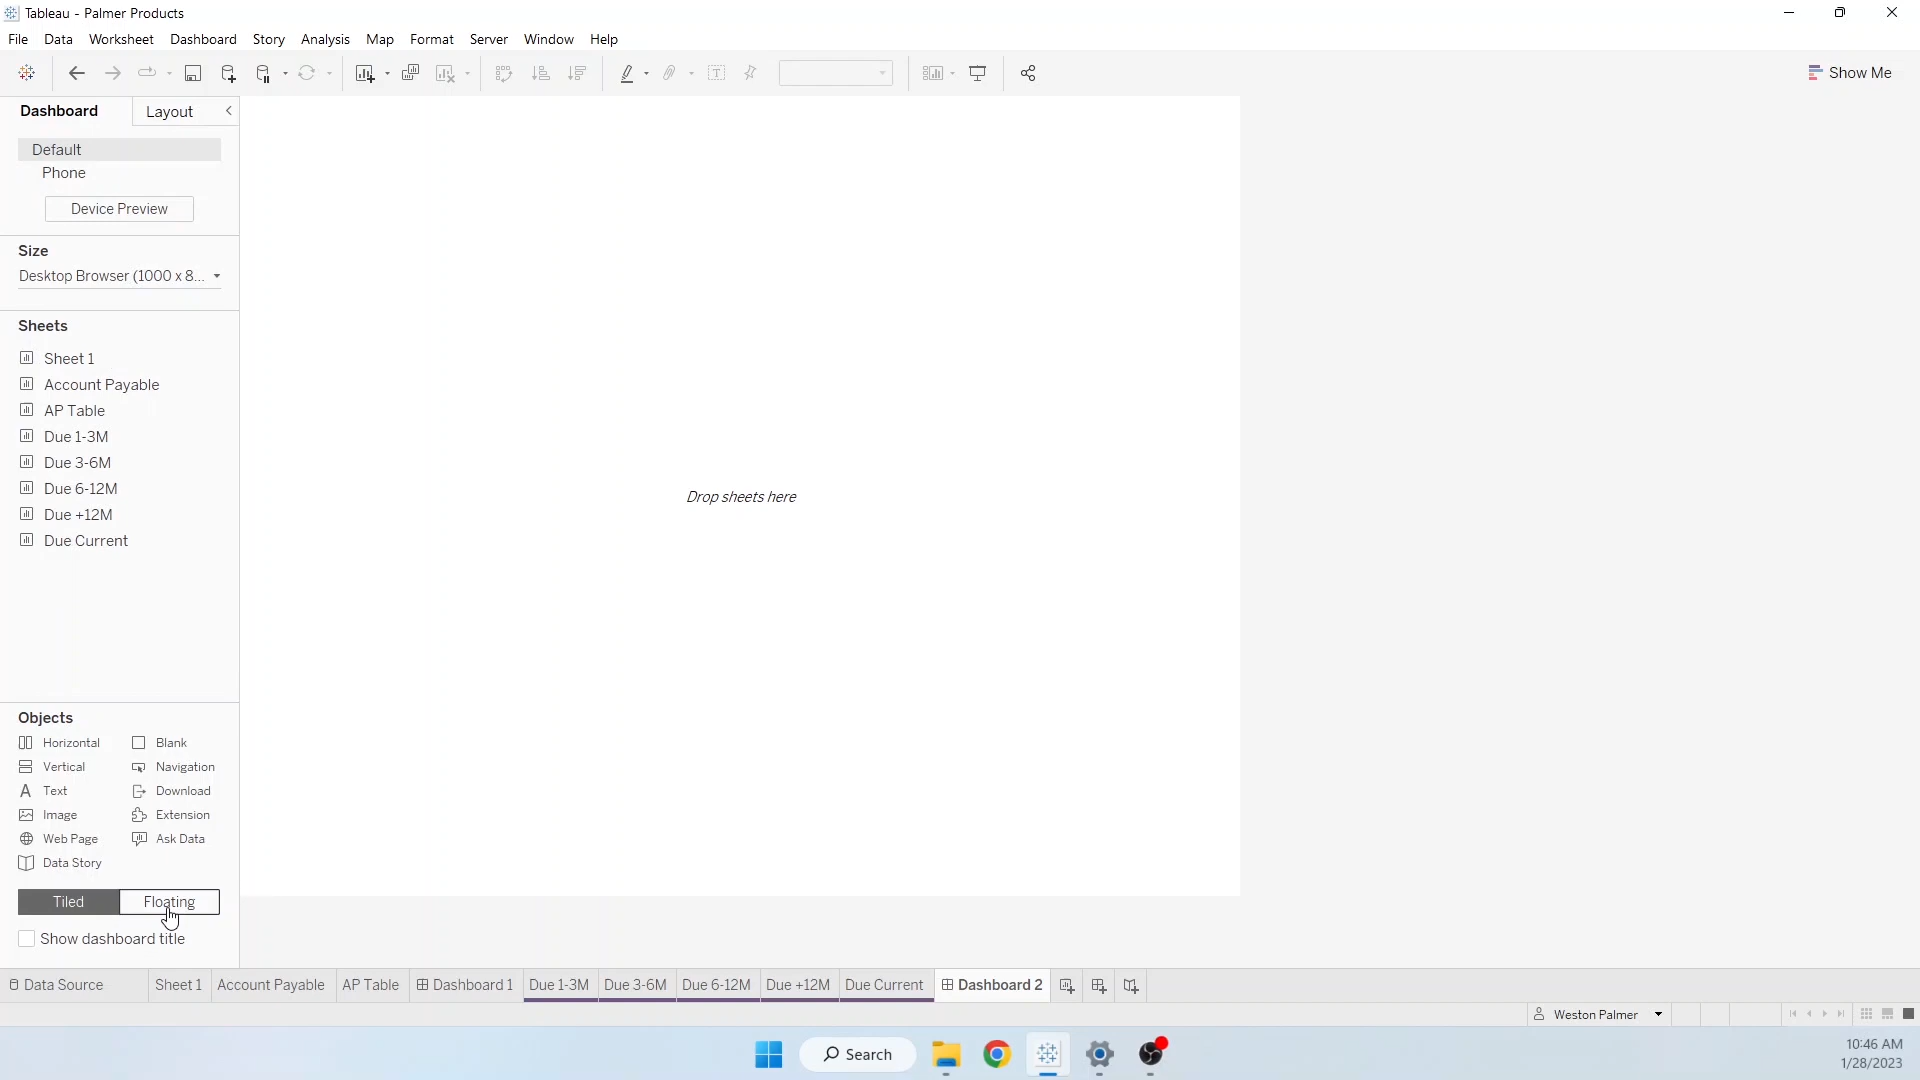 Tableau - Palmer Products
File Data Worksheet Dashboard Story Analysis Map Format Server Window Help
Show Me
Dashboard Layout
Default
Phone
Device Preview
Size
Desktop Browser (1000 x 8...
Sheets
Sheet 1
Account Payable
AP Table
Due 1-3M
Due 3-6M
Due 6-12M
Due +12M
Due Current
Drop sheets here
Objects
Horizontal Blank
Vertical Navigation
Text Download
Image Extension
Web Page Ask Data
Data Story
Tiled Floating
Show dashboard title
Data Source Sheet 1 Account Payable AP Table Dashboard 1 Due 1-3M Due 3-6M Due 6-12M Due +12M Due Current Dashboard 2
Weston Palmer
Search
10:46 AM
1/28/2023